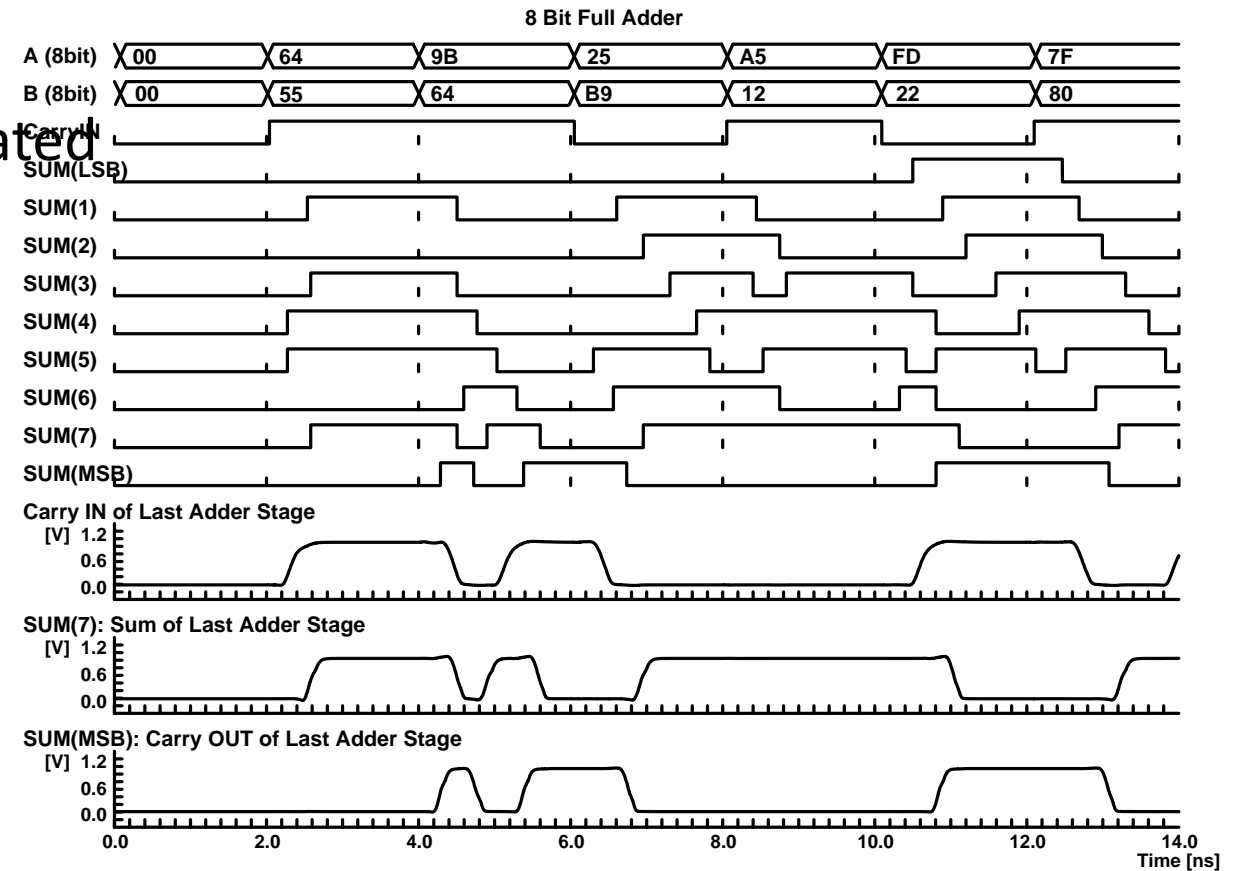 8 Bit Full Adder
A (8bit) 00 64 9B 25 A5 FD 7F
B (8bit) 00 55 64 B9 12 22 80
CarryIN
ated
SUM(LSB)
SUM(1)
SUM(2)
SUM(3)
SUM(4)
SUM(5)
SUM(6)
SUM(7)
SUM(MSB)
Carry IN of Last Adder Stage
[V] 1.2
0.6
0.0
SUM(7): Sum of Last Adder Stage
[V] 1.2
0.6
0.0
SUM(MSB): Carry OUT of Last Adder Stage
[V] 1.2
0.6
0.0
0.0 2.0 4.0 6.0 8.0 10.0 12.0 14.0
Time [ns]